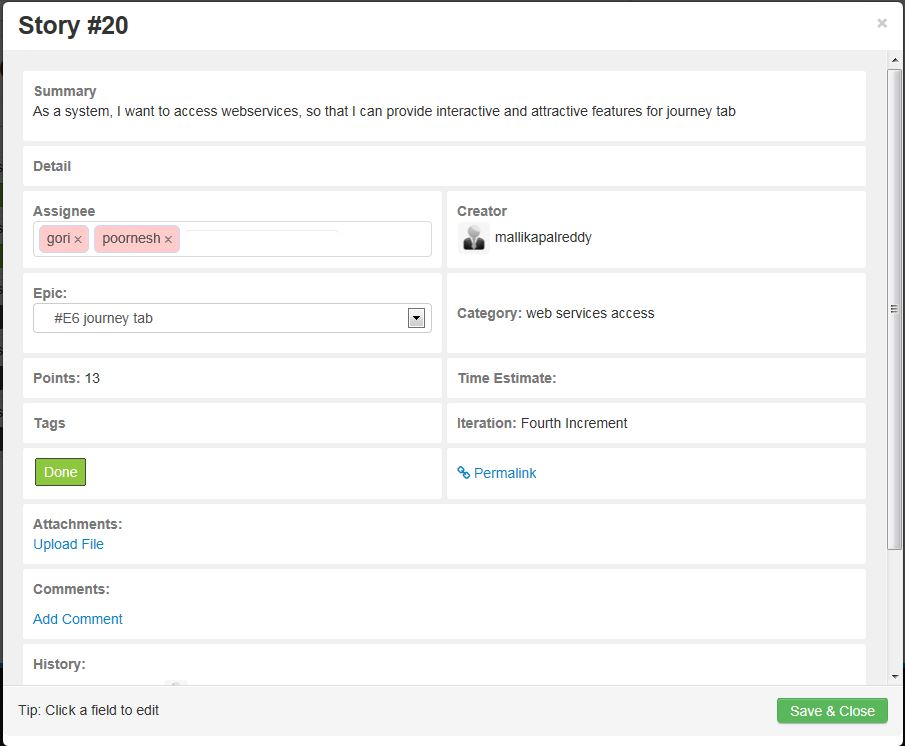 Story #20
×
Summary
As a system, I want to access webservices, so that I can provide interactive and attractive features for journey tab
Detail
Assignee
gori × poornesh ×
Creator
mallikapalreddy
Epic:
#E6 journey tab
Category: web services access
Points: 13
Time Estimate:
Tags
Iteration: Fourth Increment
Done
Permalink
Attachments:
Upload File
Comments:
Add Comment
History:
Tip: Click a field to edit
Save & Close